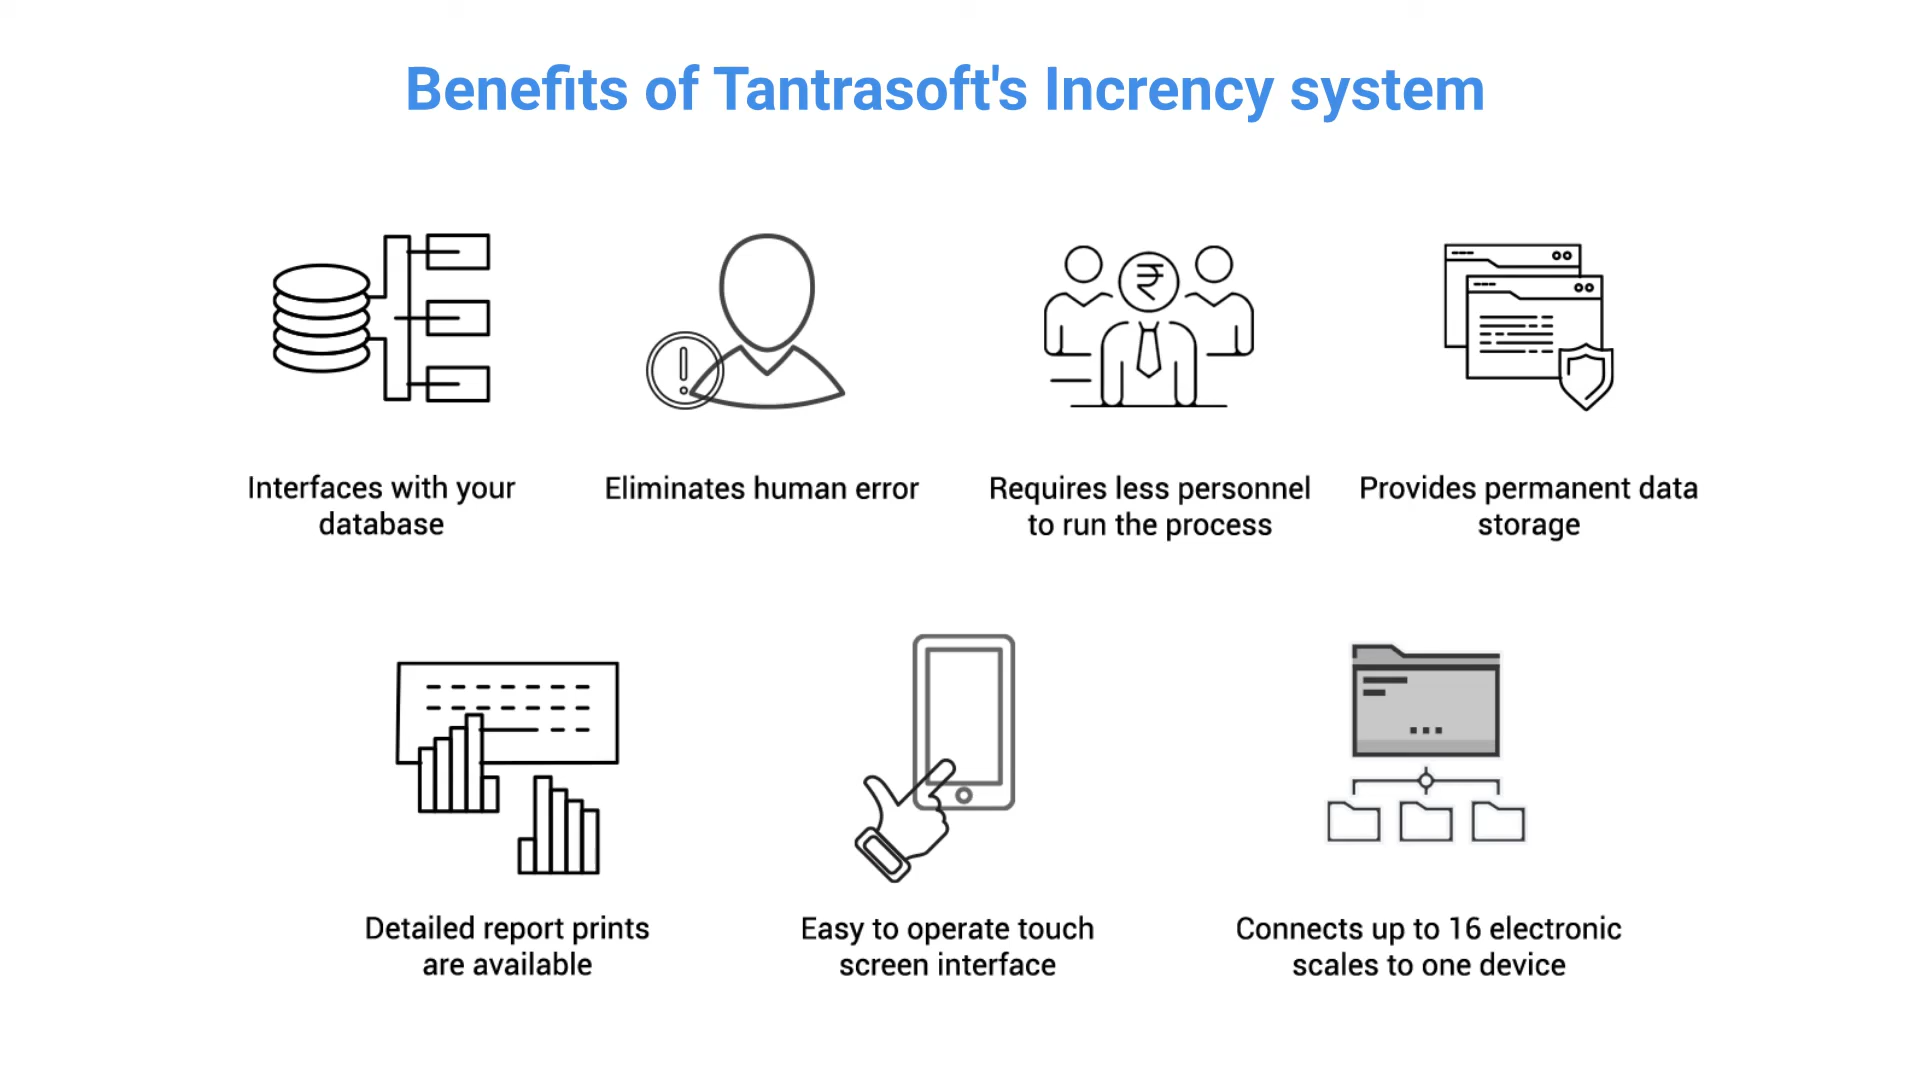 Benefits of Tantrasoft's Incrency system
Interfaces with your
database
Eliminates human error
Requires less personnel
to run the process
Provides permanent data
storage
Detailed report prints
are available
Easy to operate touch
screen interface
Connects up to 16 electronic
scales to one device